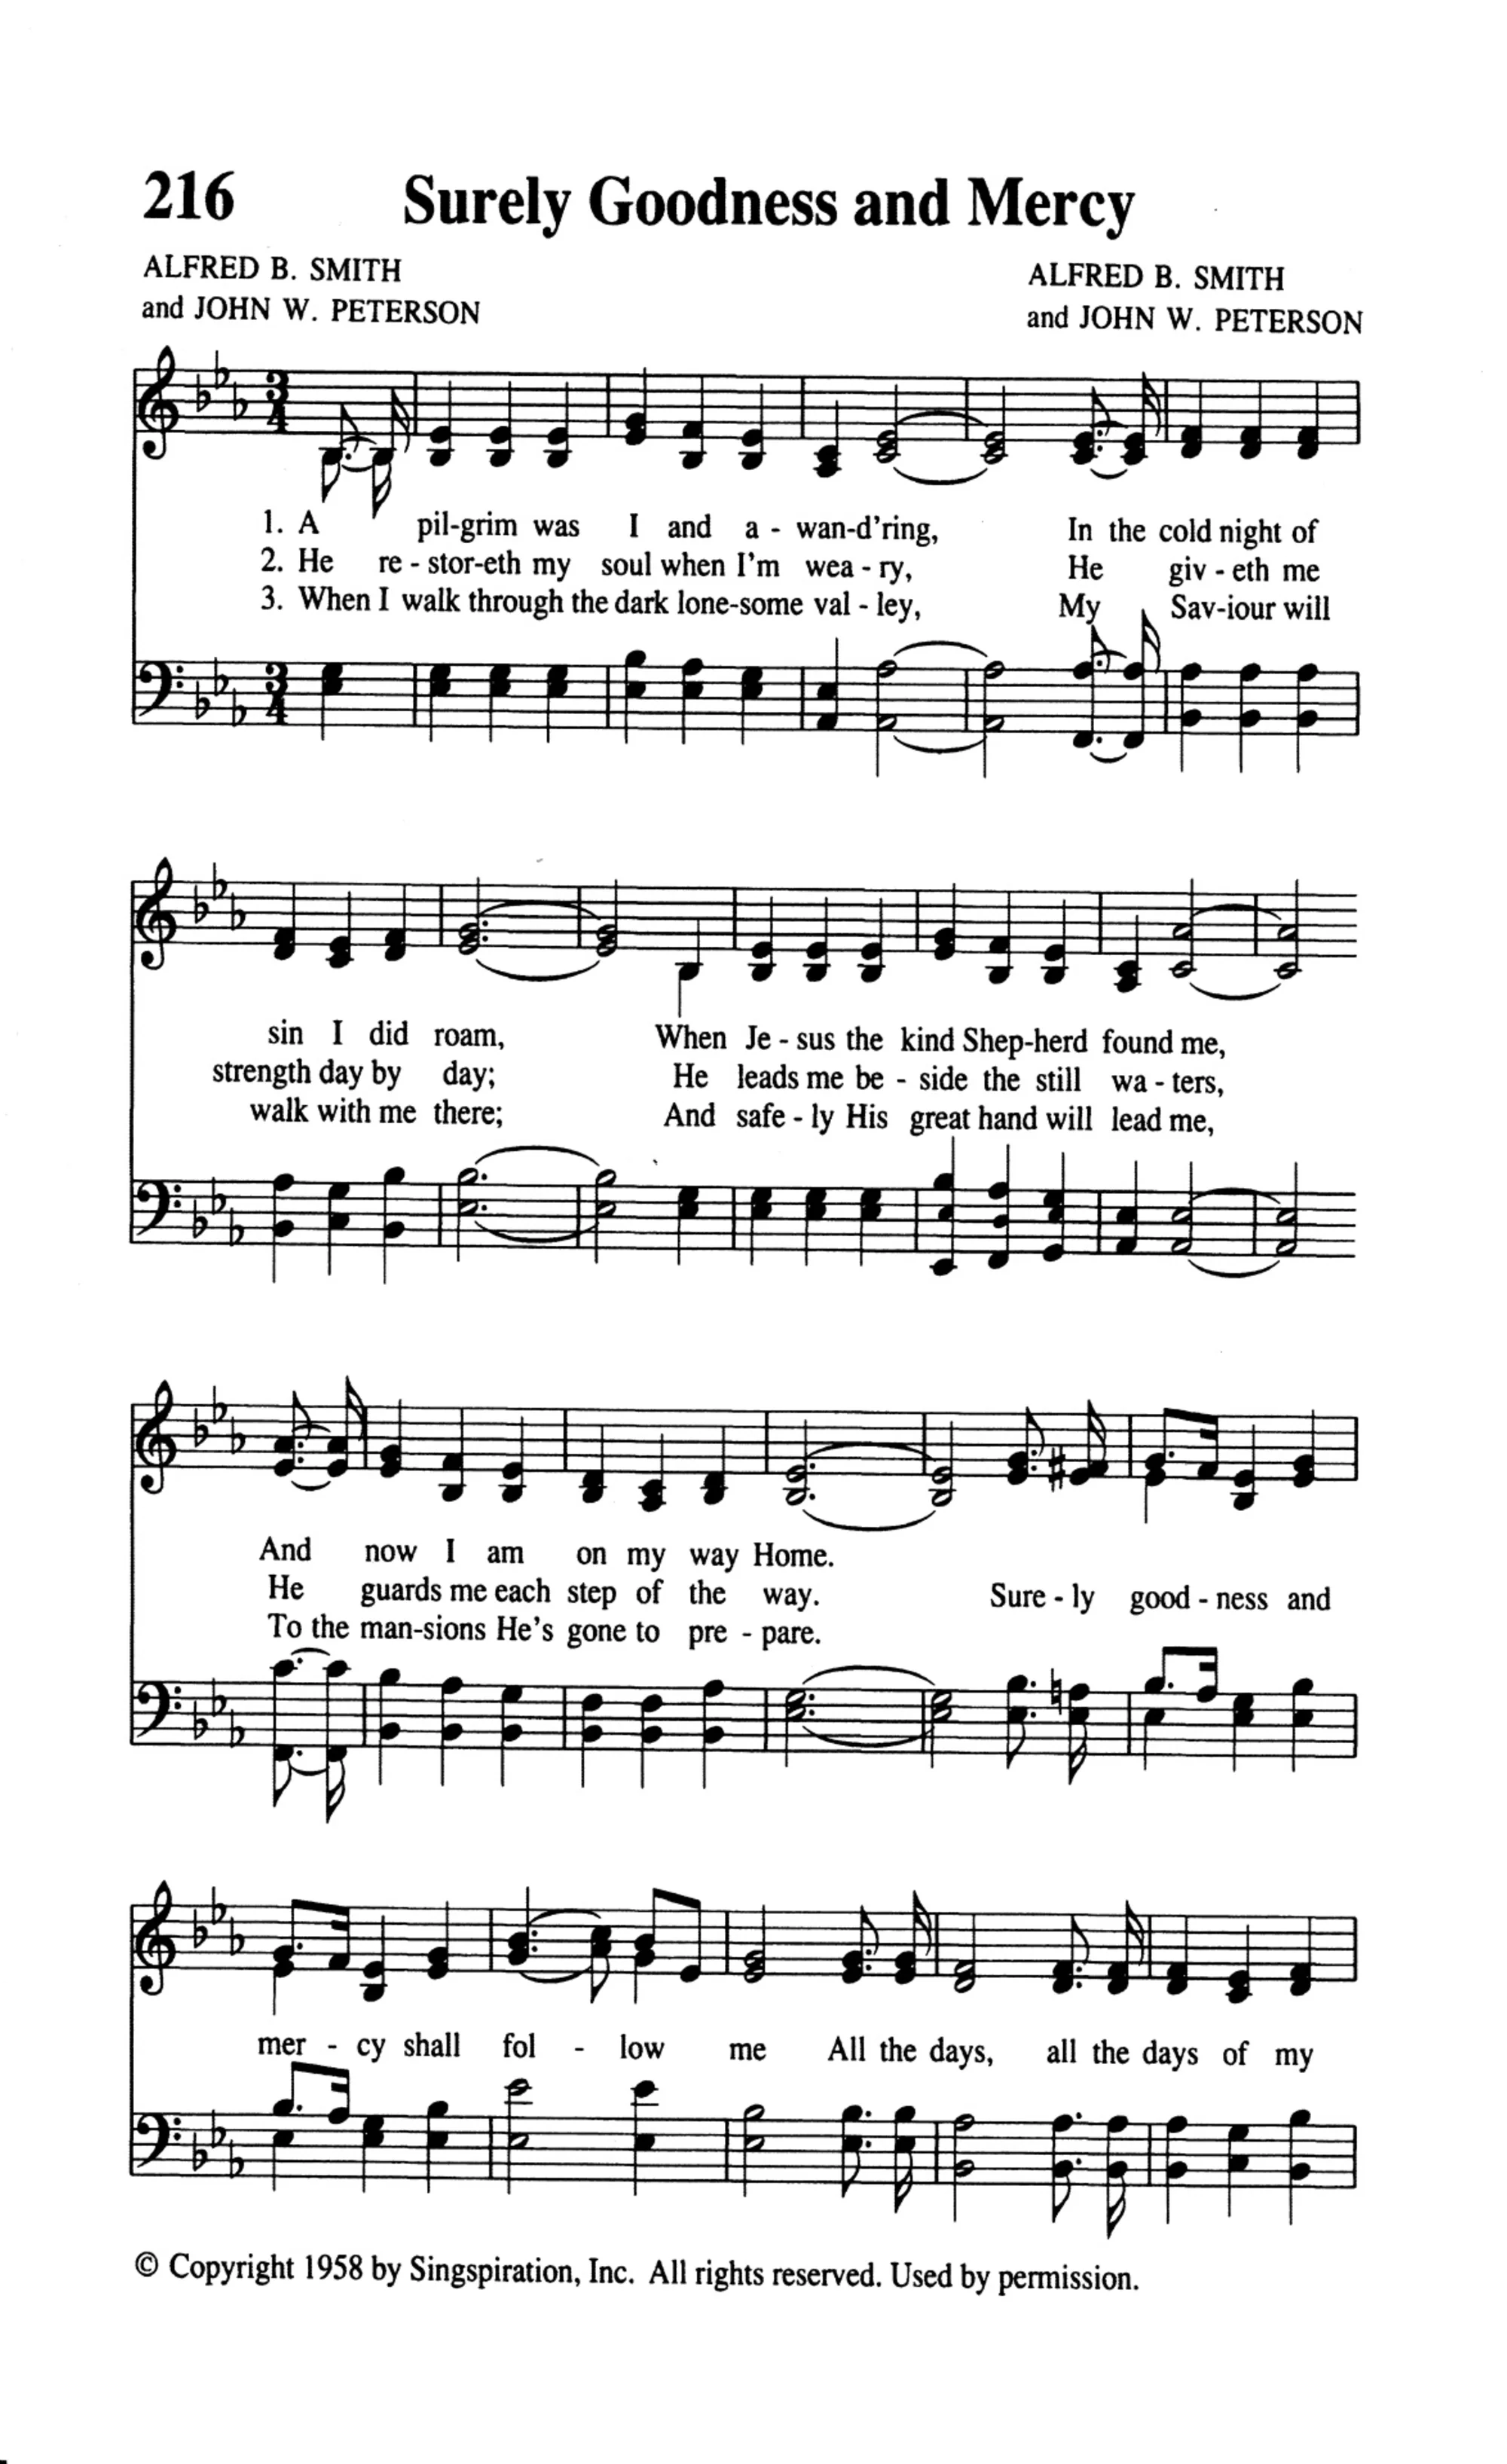 216 Surely Goodness and Mercy
ALFRED B. SMITH
and JOHN W. PETERSON
ALFRED B. SMITH
and JOHN W. PETERSON
1. A pil-grim was I and a - wan-d'ring, In the cold night of
2. He re - stor-eth my soul when I'm wea - ry, He giv - eth me
3. When I walk through the dark lone-some val - ley, My Sav-iour will
sin I did roam, When Je - sus the kind Shep-herd found me,
strength day by day; He leads me be - side the still wa - ters,
walk with me there; And safe - ly His great hand will lead me,
And now I am on my way Home.
He guards me each step of the way. Sure - ly good - ness and
To the man-sions He's gone to pre - pare.
mer - cy shall fol - low me All the days, all the days of my
© Copyright 1958 by Singspiration, Inc. All rights reserved. Used by permission.